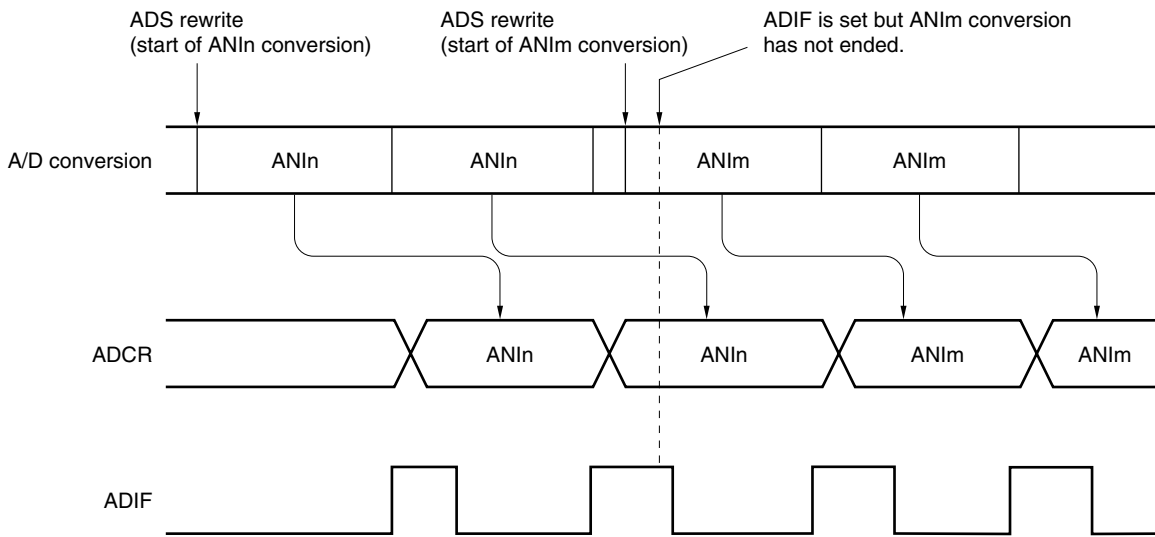 ADS rewrite
(start of ANIn conversion)
ADS rewrite
(start of ANIm conversion)
ADIF is set but ANIm conversion
has not ended.
A/D conversion
ANIn
ANIn
ANIm
ANIm
ADCR
ANIn
ANIn
ANIm
ANIm
ADIF